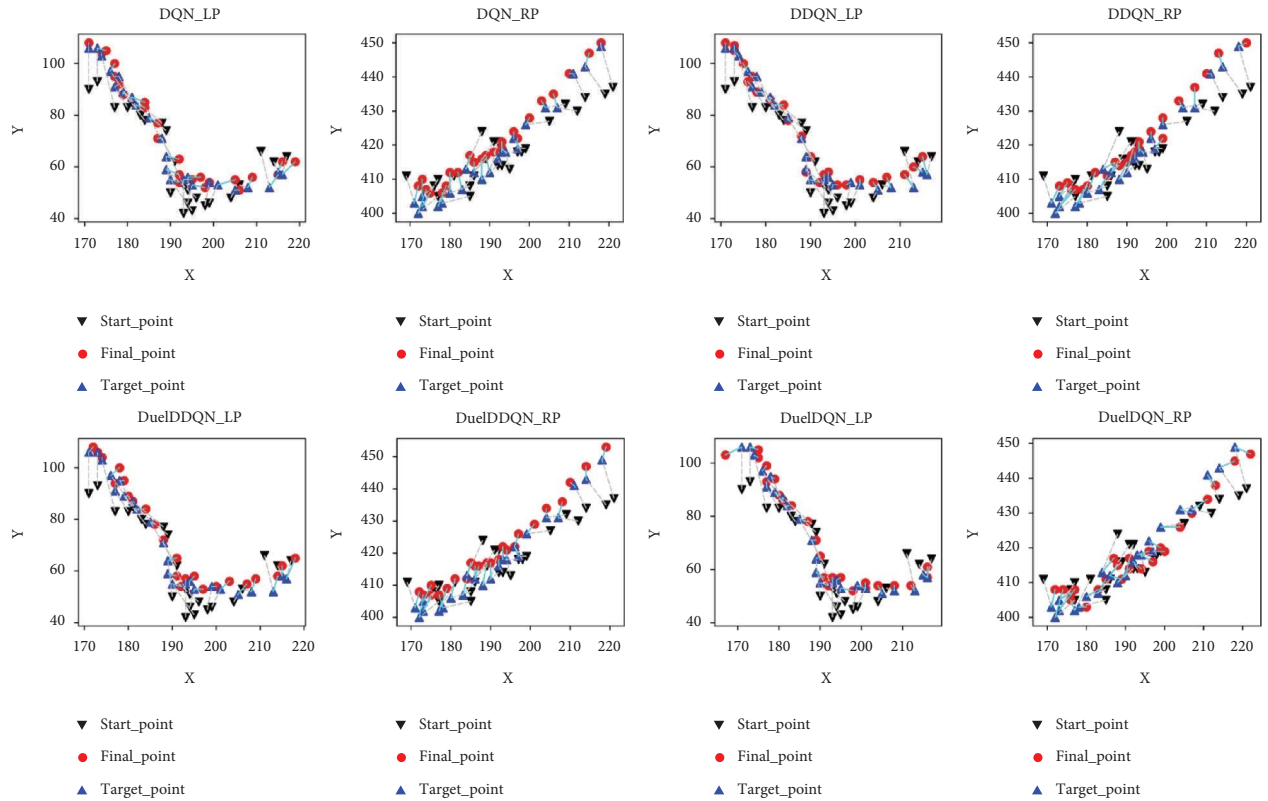 DQN_LP DQN_RP DDQN_LP DDQN_RP
100 80 60 40
450 440 430 420 410 400
100 80 60 40
450 440 430 420 410 400
Y Y Y Y
170 180 190 200 210 220
170 180 190 200 210 220
170 180 190 200 210 220
170 180 190 200 210 220
X X X X
Start_point Start_point Start_point Start_point
Final_point Final_point Final_point Final_point
Target_point Target_point Target_point Target_point
DuelDDQN_LP DuelDDQN_RP DuelDQN_LP DuelDQN_RP
100 80 60 40
450 440 430 420 410 400
100 80 60 40
450 440 430 420 410 400
Y Y Y Y
170 180 190 200 210 220
170 180 190 200 210 220
170 180 190 200 210 220
170 180 190 200 210 220
X X X X
Start_point Start_point Start_point Start_point
Final_point Final_point Final_point Final_point
Target_point Target_point Target_point Target_point